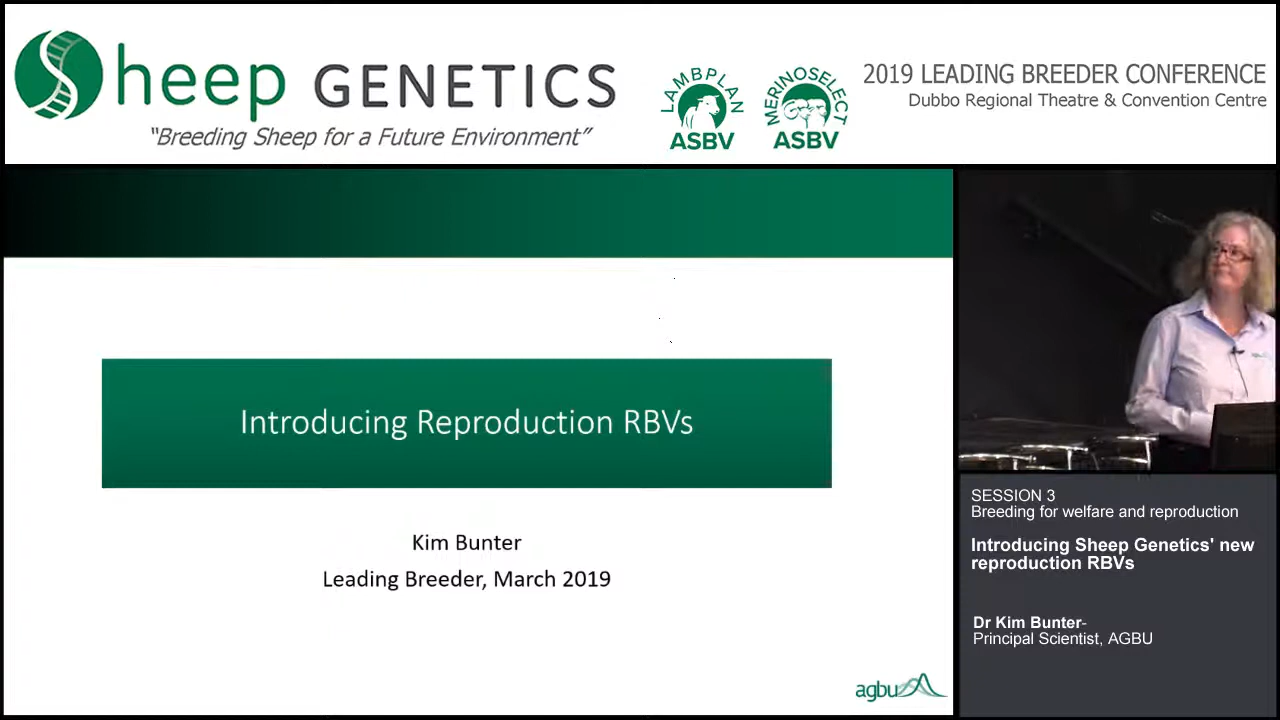 Sheep GENETICS
"Breeding Sheep for a Future Environment"
LAMBPLAN
ASBV
MERINOSELECT
ASBV
2019 LEADING BREEDER CONFERENCE
Dubbo Regional Theatre & Convention Centre
Introducing Reproduction RBVs
Kim Bunter
Leading Breeder, March 2019
agbu
SESSION 3
Breeding for welfare and reproduction
Introducing Sheep Genetics' new
reproduction RBVs
Dr Kim Bunter-
Principal Scientist, AGBU